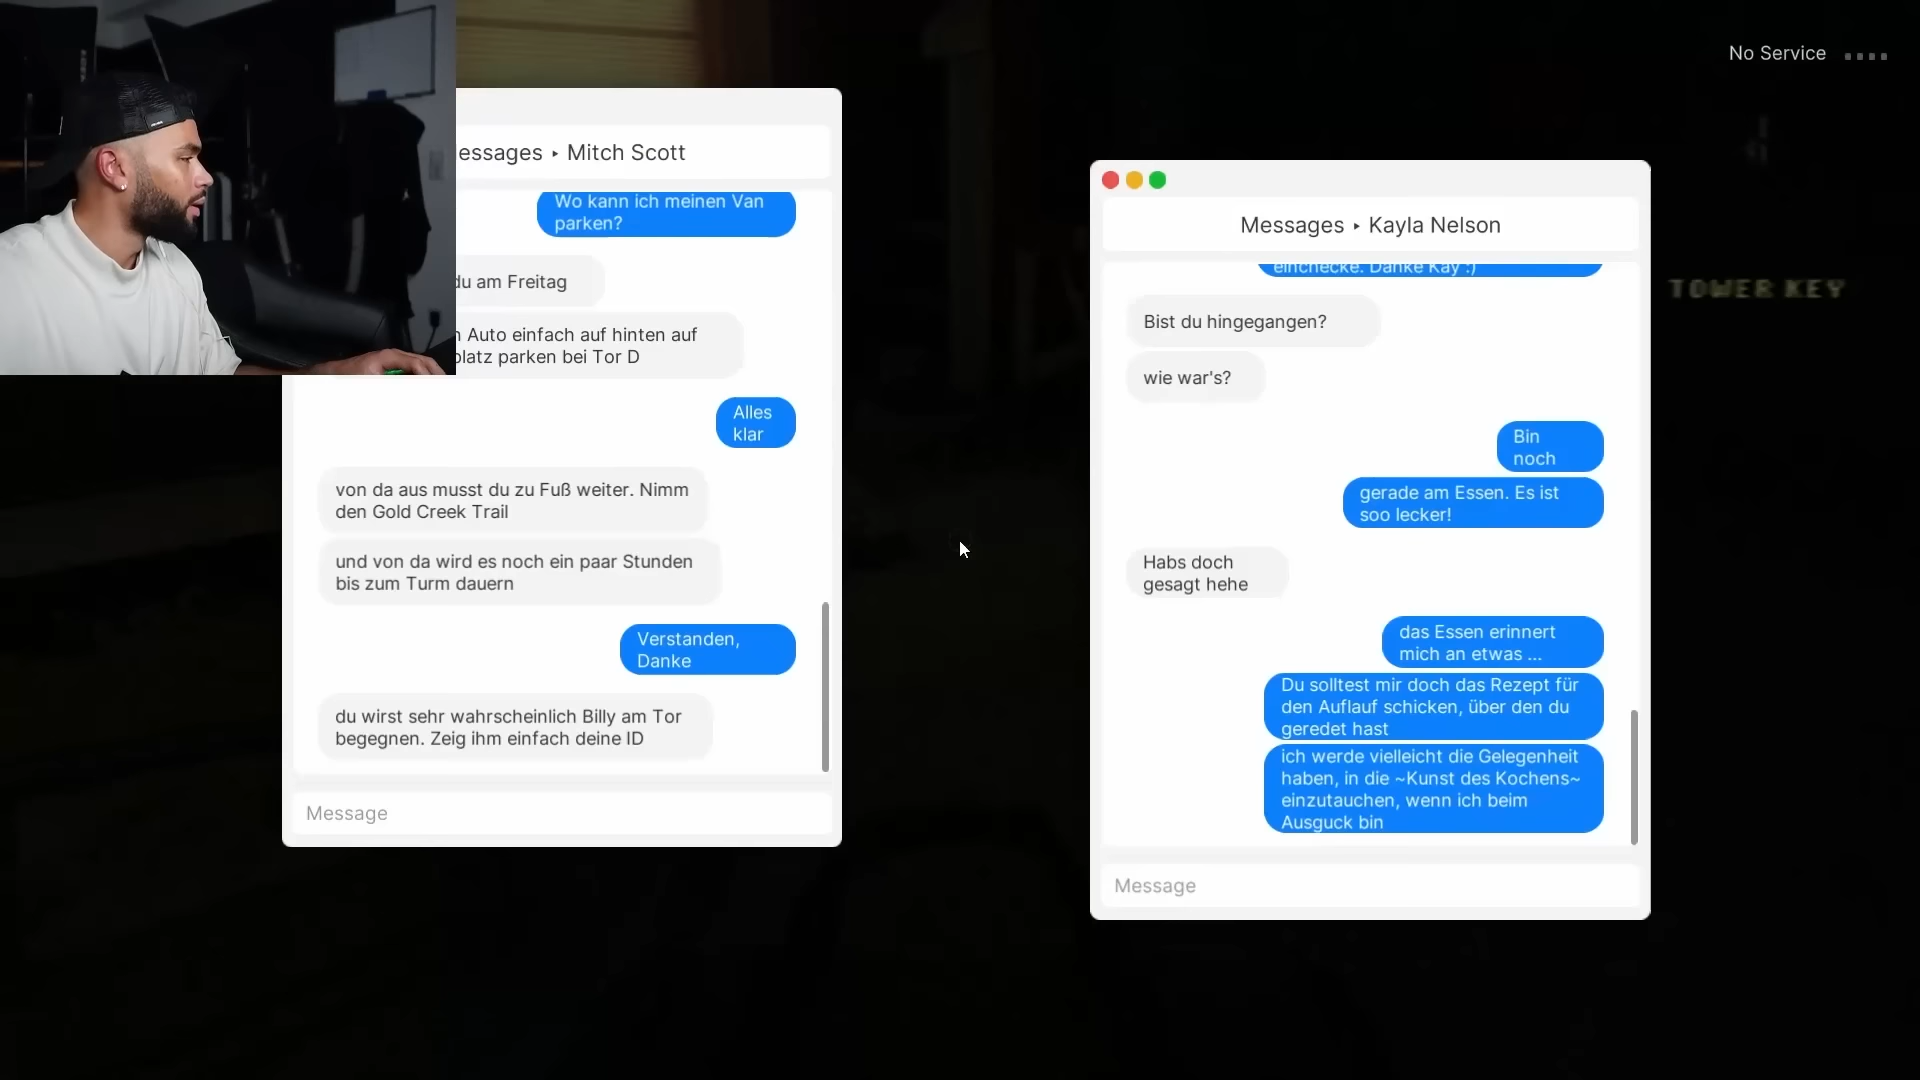 No Service
essages ‣ Mitch Scott
Wo kann ich meinen Van
parken?
du am Freitag
Auto einfach auf hinten auf
platz parken bei Tor D
Alles
klar
von da aus musst du zu Fuß weiter. Nimm
den Gold Creek Trail
und von da wird es noch ein paar Stunden
bis zum Turm dauern
Verstanden,
Danke
du wirst sehr wahrscheinlich Billy am Tor
begegnen. Zeig ihm einfach deine ID
Message
Messages ‣ Kayla Nelson
einchecke. Danke Kay :)
Bist du hingegangen?
wie war's?
Bin
noch
gerade am Essen. Es ist
soo lecker!
Habs doch
gesagt hehe
das Essen erinnert
mich an etwas ...
Du solltest mir doch das Rezept für
den Auflauf schicken, über den du
geredet hast
ich werde vielleicht die Gelegenheit
haben, in die ~Kunst des Kochens~
einzutauchen, wenn ich beim
Ausguck bin
Message
TOWER KEY